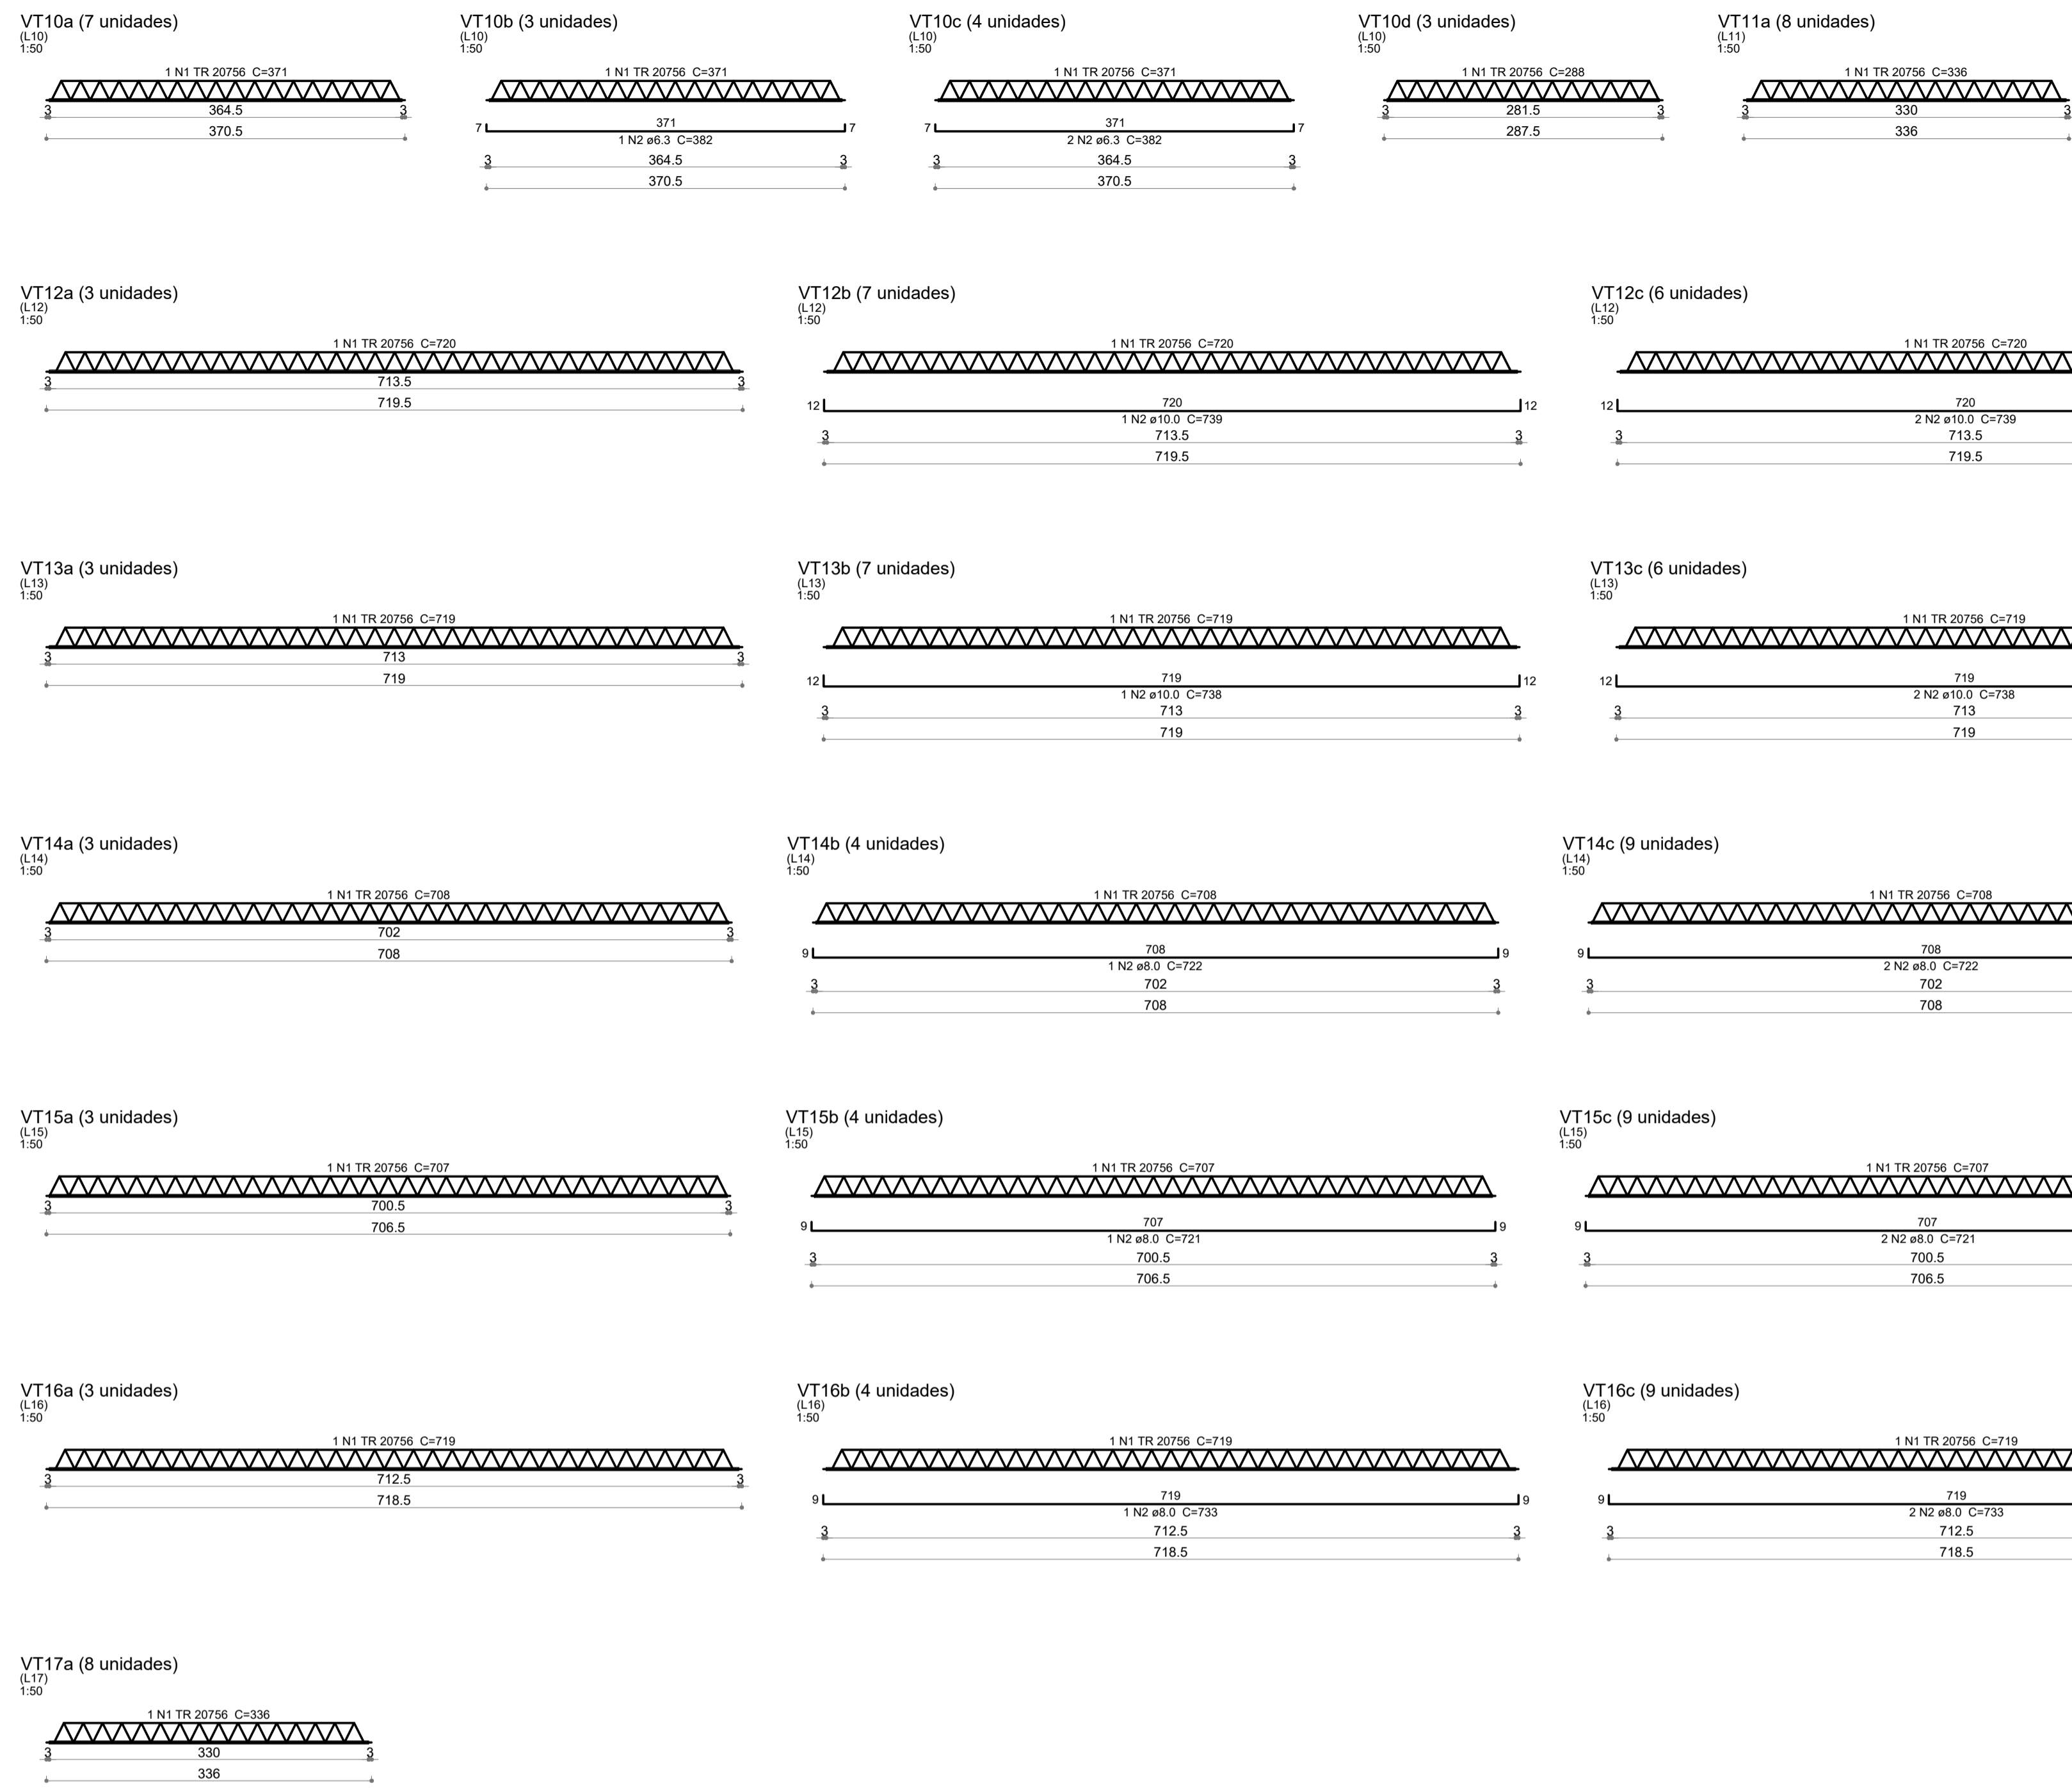 VT10a (7 unidades)
(L10)
1:50
1 N1 TR 20756 C=371
3 364.5 3
370.5
VT10b (3 unidades)
(L10)
1:50
1 N1 TR 20756 C=371
7 371 7
1 N2 ø6.3 C=382
3 364.5 3
370.5
VT10c (4 unidades)
(L10)
1:50
1 N1 TR 20756 C=371
7 371 7
2 N2 ø6.3 C=382
3 364.5 3
370.5
VT10d (3 unidades)
(L10)
1:50
1 N1 TR 20756 C=288
3 281.5 3
287.5
VT11a (8 unidades)
(L11)
1:50
1 N1 TR 20756 C=336
3 330 3
336
VT12a (3 unidades)
(L12)
1:50
1 N1 TR 20756 C=720
3 713.5 3
719.5
VT12b (7 unidades)
(L12)
1:50
1 N1 TR 20756 C=720
12 720 12
1 N2 ø10.0 C=739
3 713.5 3
719.5
VT12c (6 unidades)
(L12)
1:50
1 N1 TR 20756 C=720
12 720
2 N2 ø10.0 C=739
3 713.5
719.5
VT13a (3 unidades)
(L13)
1:50
1 N1 TR 20756 C=719
3 713 3
719
VT13b (7 unidades)
(L13)
1:50
1 N1 TR 20756 C=719
12 719 12
1 N2 ø10.0 C=738
3 713 3
719
VT13c (6 unidades)
(L13)
1:50
1 N1 TR 20756 C=719
12 719
2 N2 ø10.0 C=738
3 713
719
VT14a (3 unidades)
(L14)
1:50
1 N1 TR 20756 C=708
3 702 3
708
VT14b (4 unidades)
(L14)
1:50
1 N1 TR 20756 C=708
9 708 9
1 N2 ø8.0 C=722
3 702 3
708
VT14c (9 unidades)
(L14)
1:50
1 N1 TR 20756 C=708
9 708
2 N2 ø8.0 C=722
3 702
708
VT15a (3 unidades)
(L15)
1:50
1 N1 TR 20756 C=707
3 700.5 3
706.5
VT15b (4 unidades)
(L15)
1:50
1 N1 TR 20756 C=707
9 707 9
1 N2 ø8.0 C=721
3 700.5 3
706.5
VT15c (9 unidades)
(L15)
1:50
1 N1 TR 20756 C=707
9 707
2 N2 ø8.0 C=721
3 700.5
706.5
VT16a (3 unidades)
(L16)
1:50
1 N1 TR 20756 C=719
3 712.5 3
718.5
VT16b (4 unidades)
(L16)
1:50
1 N1 TR 20756 C=719
9 719 9
1 N2 ø8.0 C=733
3 712.5 3
718.5
VT16c (9 unidades)
(L16)
1:50
1 N1 TR 20756 C=719
9 719
2 N2 ø8.0 C=733
3 712.5
718.5
VT17a (8 unidades)
(L17)
1:50
1 N1 TR 20756 C=336
3 330 3
336